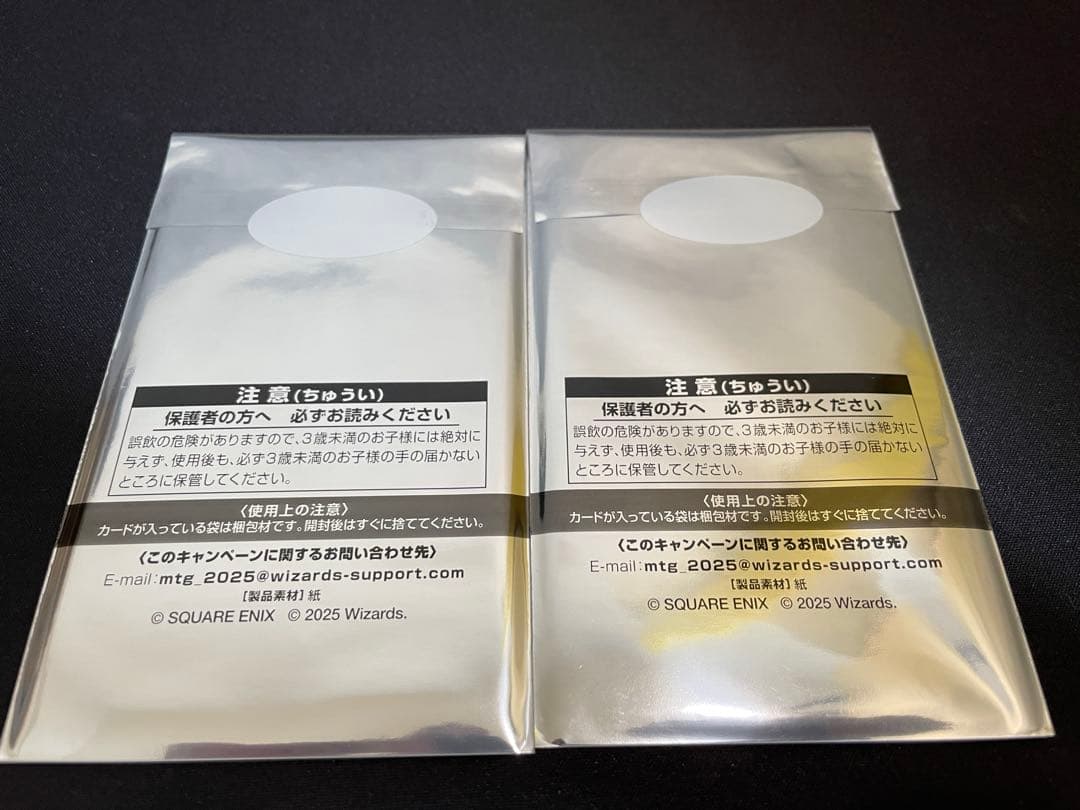 注意(ちゅうい)
保護者の方へ 必ずお読みください
誤飲の危険がありますので、3歳未満のお子様には絶対に
与えず、使用後も、必ず3歳未満のお子様の手の届かない
ところに保管してください。
〈使用上の注意〉
カードが入っている袋は梱包材です。開封後はすぐに捨ててください。
〈このキャンペーンに関するお問い合わせ先〉
E-mail:mtg_2025@wizards-support.com
[製品素材]紙
© SQUARE ENIX © 2025 Wizards.
注意(ちゅうい)
保護者の方へ 必ずお読みください
誤飲の危険がありますので、3歳未満のお子様には絶対に
与えず、使用後も、必ず3歳未満のお子様の手の届かない
ところに保管してください。
〈使用上の注意〉
カードが入っている袋は梱包材です。開封後はすぐに捨ててください。
〈このキャンペーンに関するお問い合わせ先〉
E-mail:mtg_2025@wizards-support.com
[製品素材]紙
© SQUARE ENIX © 2025 Wizards.